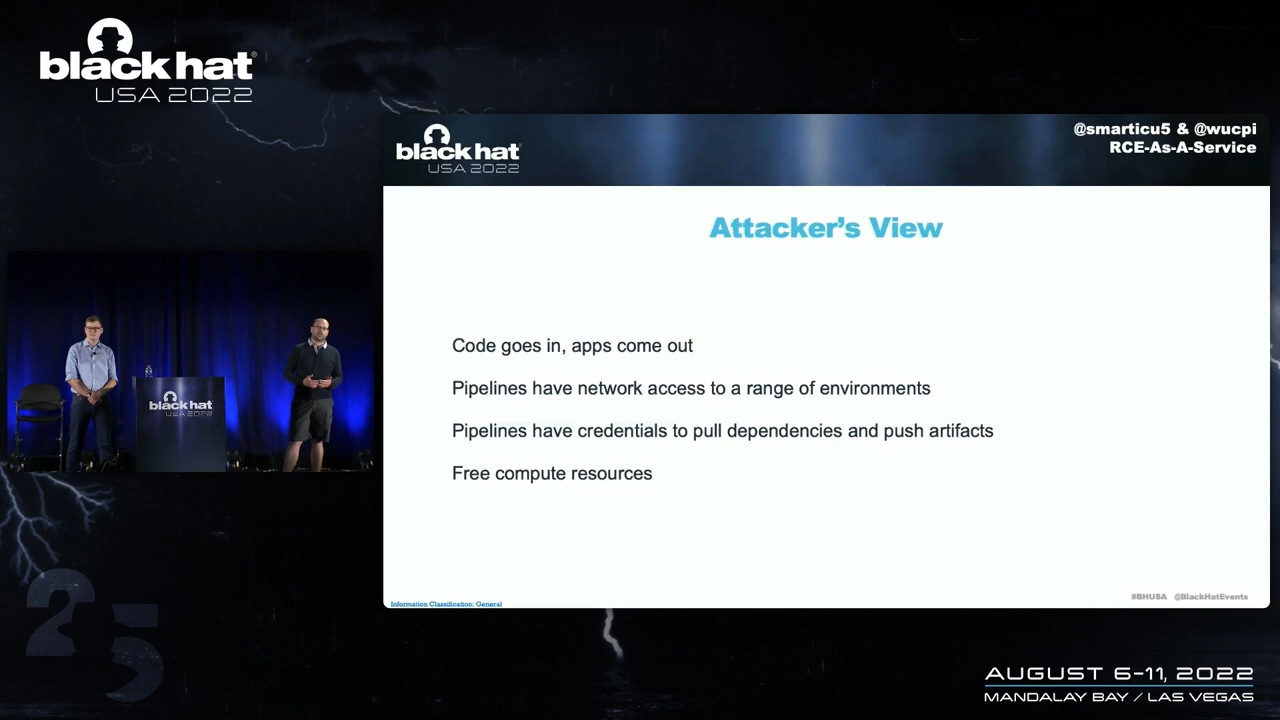 black hat®
USA 2022
black hat®
USA 2022
@smarticu5 & @wucpi
RCE-As-A-Service
Attacker's View
Code goes in, apps come out
Pipelines have network access to a range of environments
Pipelines have credentials to pull dependencies and push artifacts
Free compute resources
Information Classification: General
#BHUSA @BlackHatEvents
black hat
USA 2022
25
AUGUST 6-11, 2022
MANDALAY BAY / LAS VEGAS